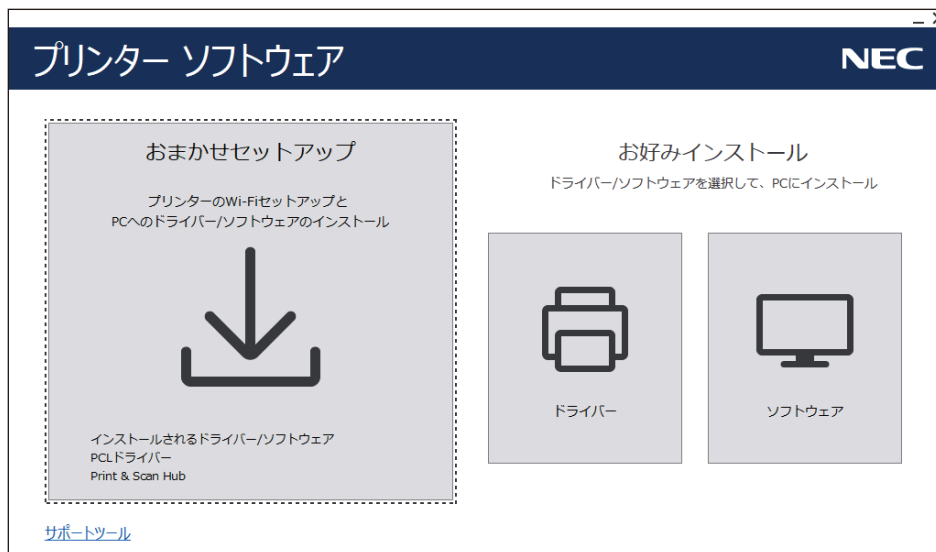 プリンター ソフトウェア
NEC
おまかせセットアップ
プリンターのWi-Fiセットアップと
PCへのドライバー/ソフトウェアのインストール
インストールされるドライバー/ソフトウェア
PCLドライバー
Print & Scan Hub
お好みインストール
ドライバー/ソフトウェアを選択して、PCにインストール
ドライバー
ソフトウェア
サポートツール